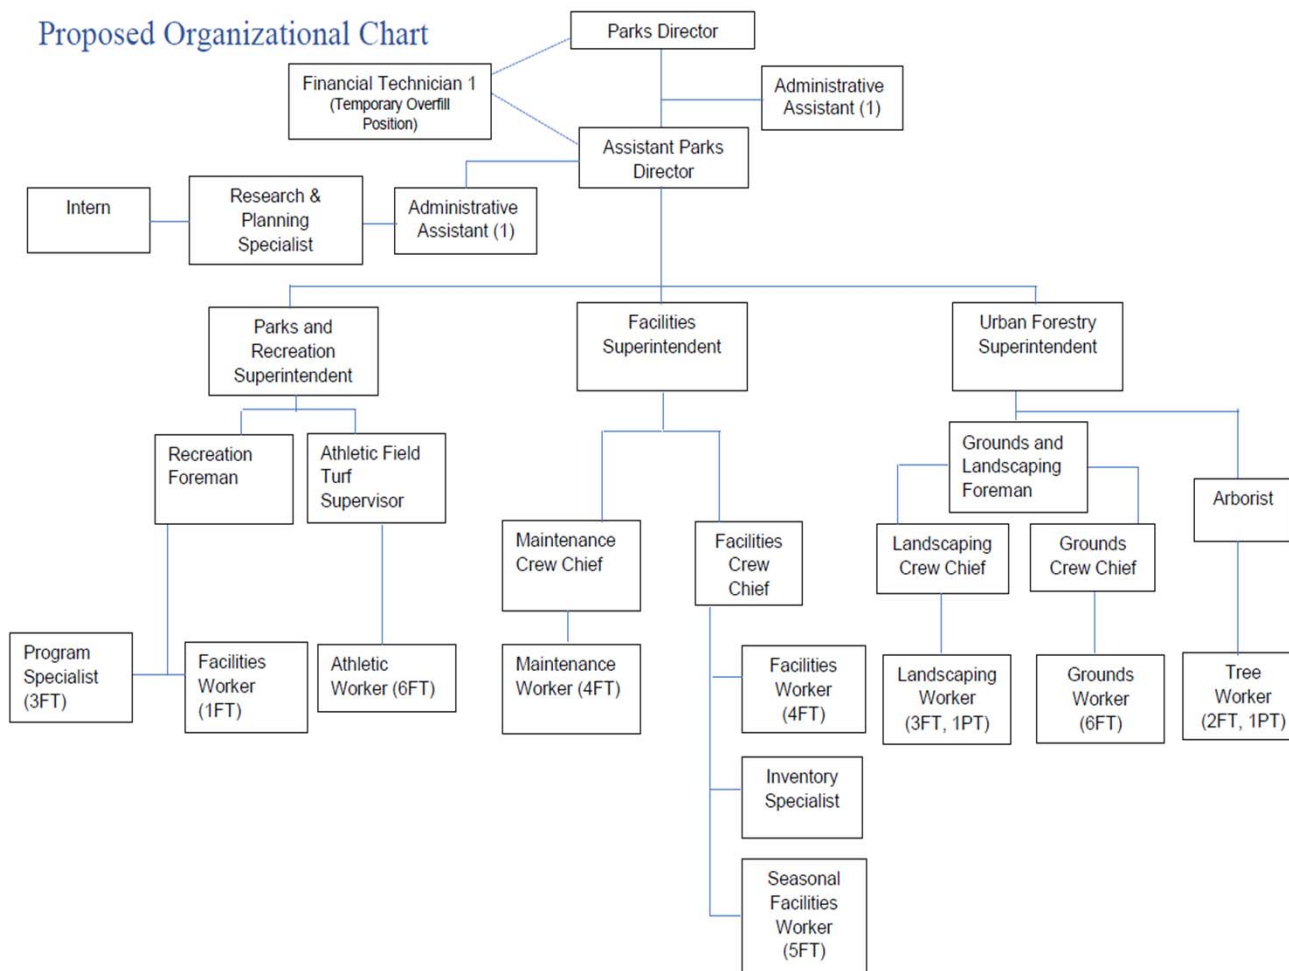 Proposed Organizational Chart
Parks Director
Financial Technician 1
(Temporary Overfill
Position)
Administrative
Assistant (1)
Assistant Parks
Director
Intern
Research &
Planning
Specialist
Administrative
Assistant (1)
Parks and
Recreation
Superintendent
Facilities
Superintendent
Urban Forestry
Superintendent
Recreation
Foreman
Athletic Field
Turf
Supervisor
Grounds and
Landscaping
Foreman
Arborist
Maintenance
Crew Chief
Facilities
Crew
Chief
Landscaping
Crew Chief
Grounds
Crew Chief
Program
Specialist
(3FT)
Facilities
Worker
(1FT)
Athletic
Worker (6FT)
Maintenance
Worker (4FT)
Facilities
Worker
(4FT)
Landscaping
Worker
(3FT, 1PT)
Grounds
Worker
(6FT)
Tree
Worker
(2FT, 1PT)
Inventory
Specialist
Seasonal
Facilities
Worker
(5FT)